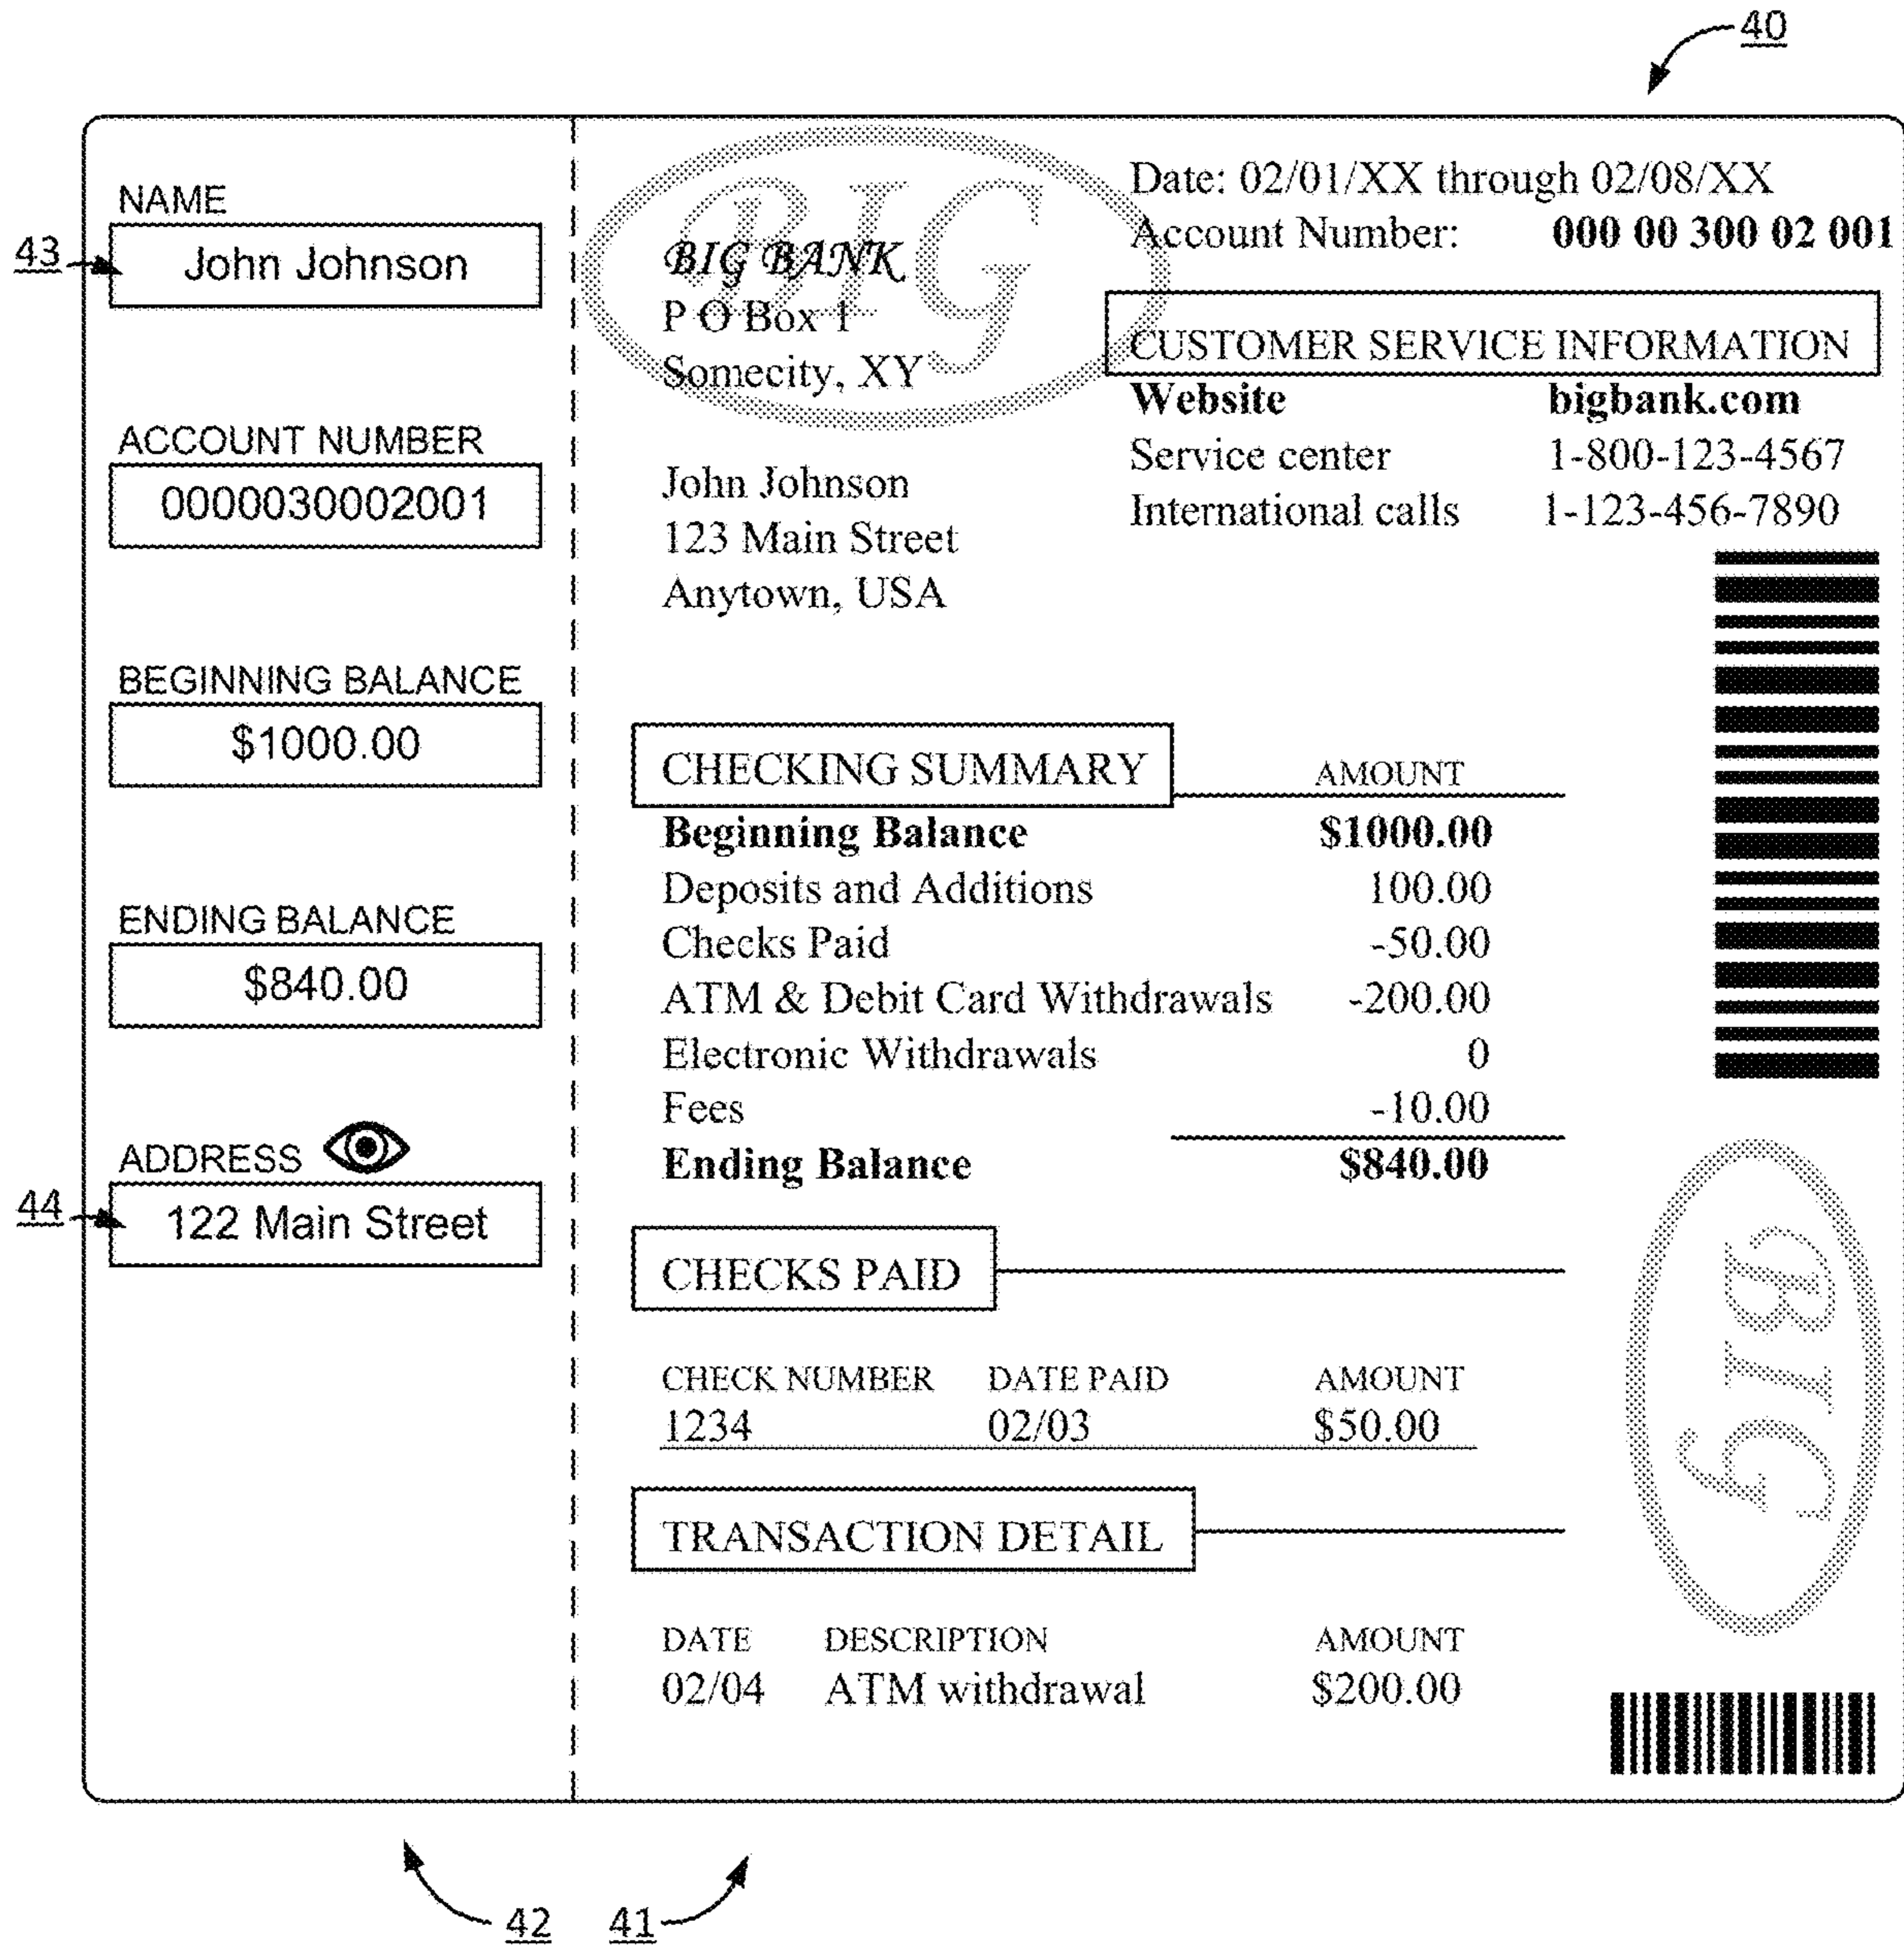 40
NAME
43
John Johnson
ACCOUNT NUMBER
0000030002001
BEGINNING BALANCE
$1000.00
ENDING BALANCE
$840.00
ADDRESS
44
122 Main Street
BIG
BIG BANK
P O Box 1
Somecity, XY
Date: 02/01/XX through 02/08/XX
Account Number: 000 00 300 02 001
CUSTOMER SERVICE INFORMATION
Website bigbank.com
Service center 1-800-123-4567
International calls 1-123-456-7890
John Johnson
123 Main Street
Anytown, USA
CHECKING SUMMARY AMOUNT
Beginning Balance $1000.00
Deposits and Additions 100.00
Checks Paid -50.00
ATM & Debit Card Withdrawals -200.00
Electronic Withdrawals 0
Fees -10.00
Ending Balance $840.00
CHECKS PAID
CHECK NUMBER DATE PAID AMOUNT
1234 02/03 $50.00
TRANSACTION DETAIL
DATE DESCRIPTION AMOUNT
02/04 ATM withdrawal $200.00
BIG
42 41